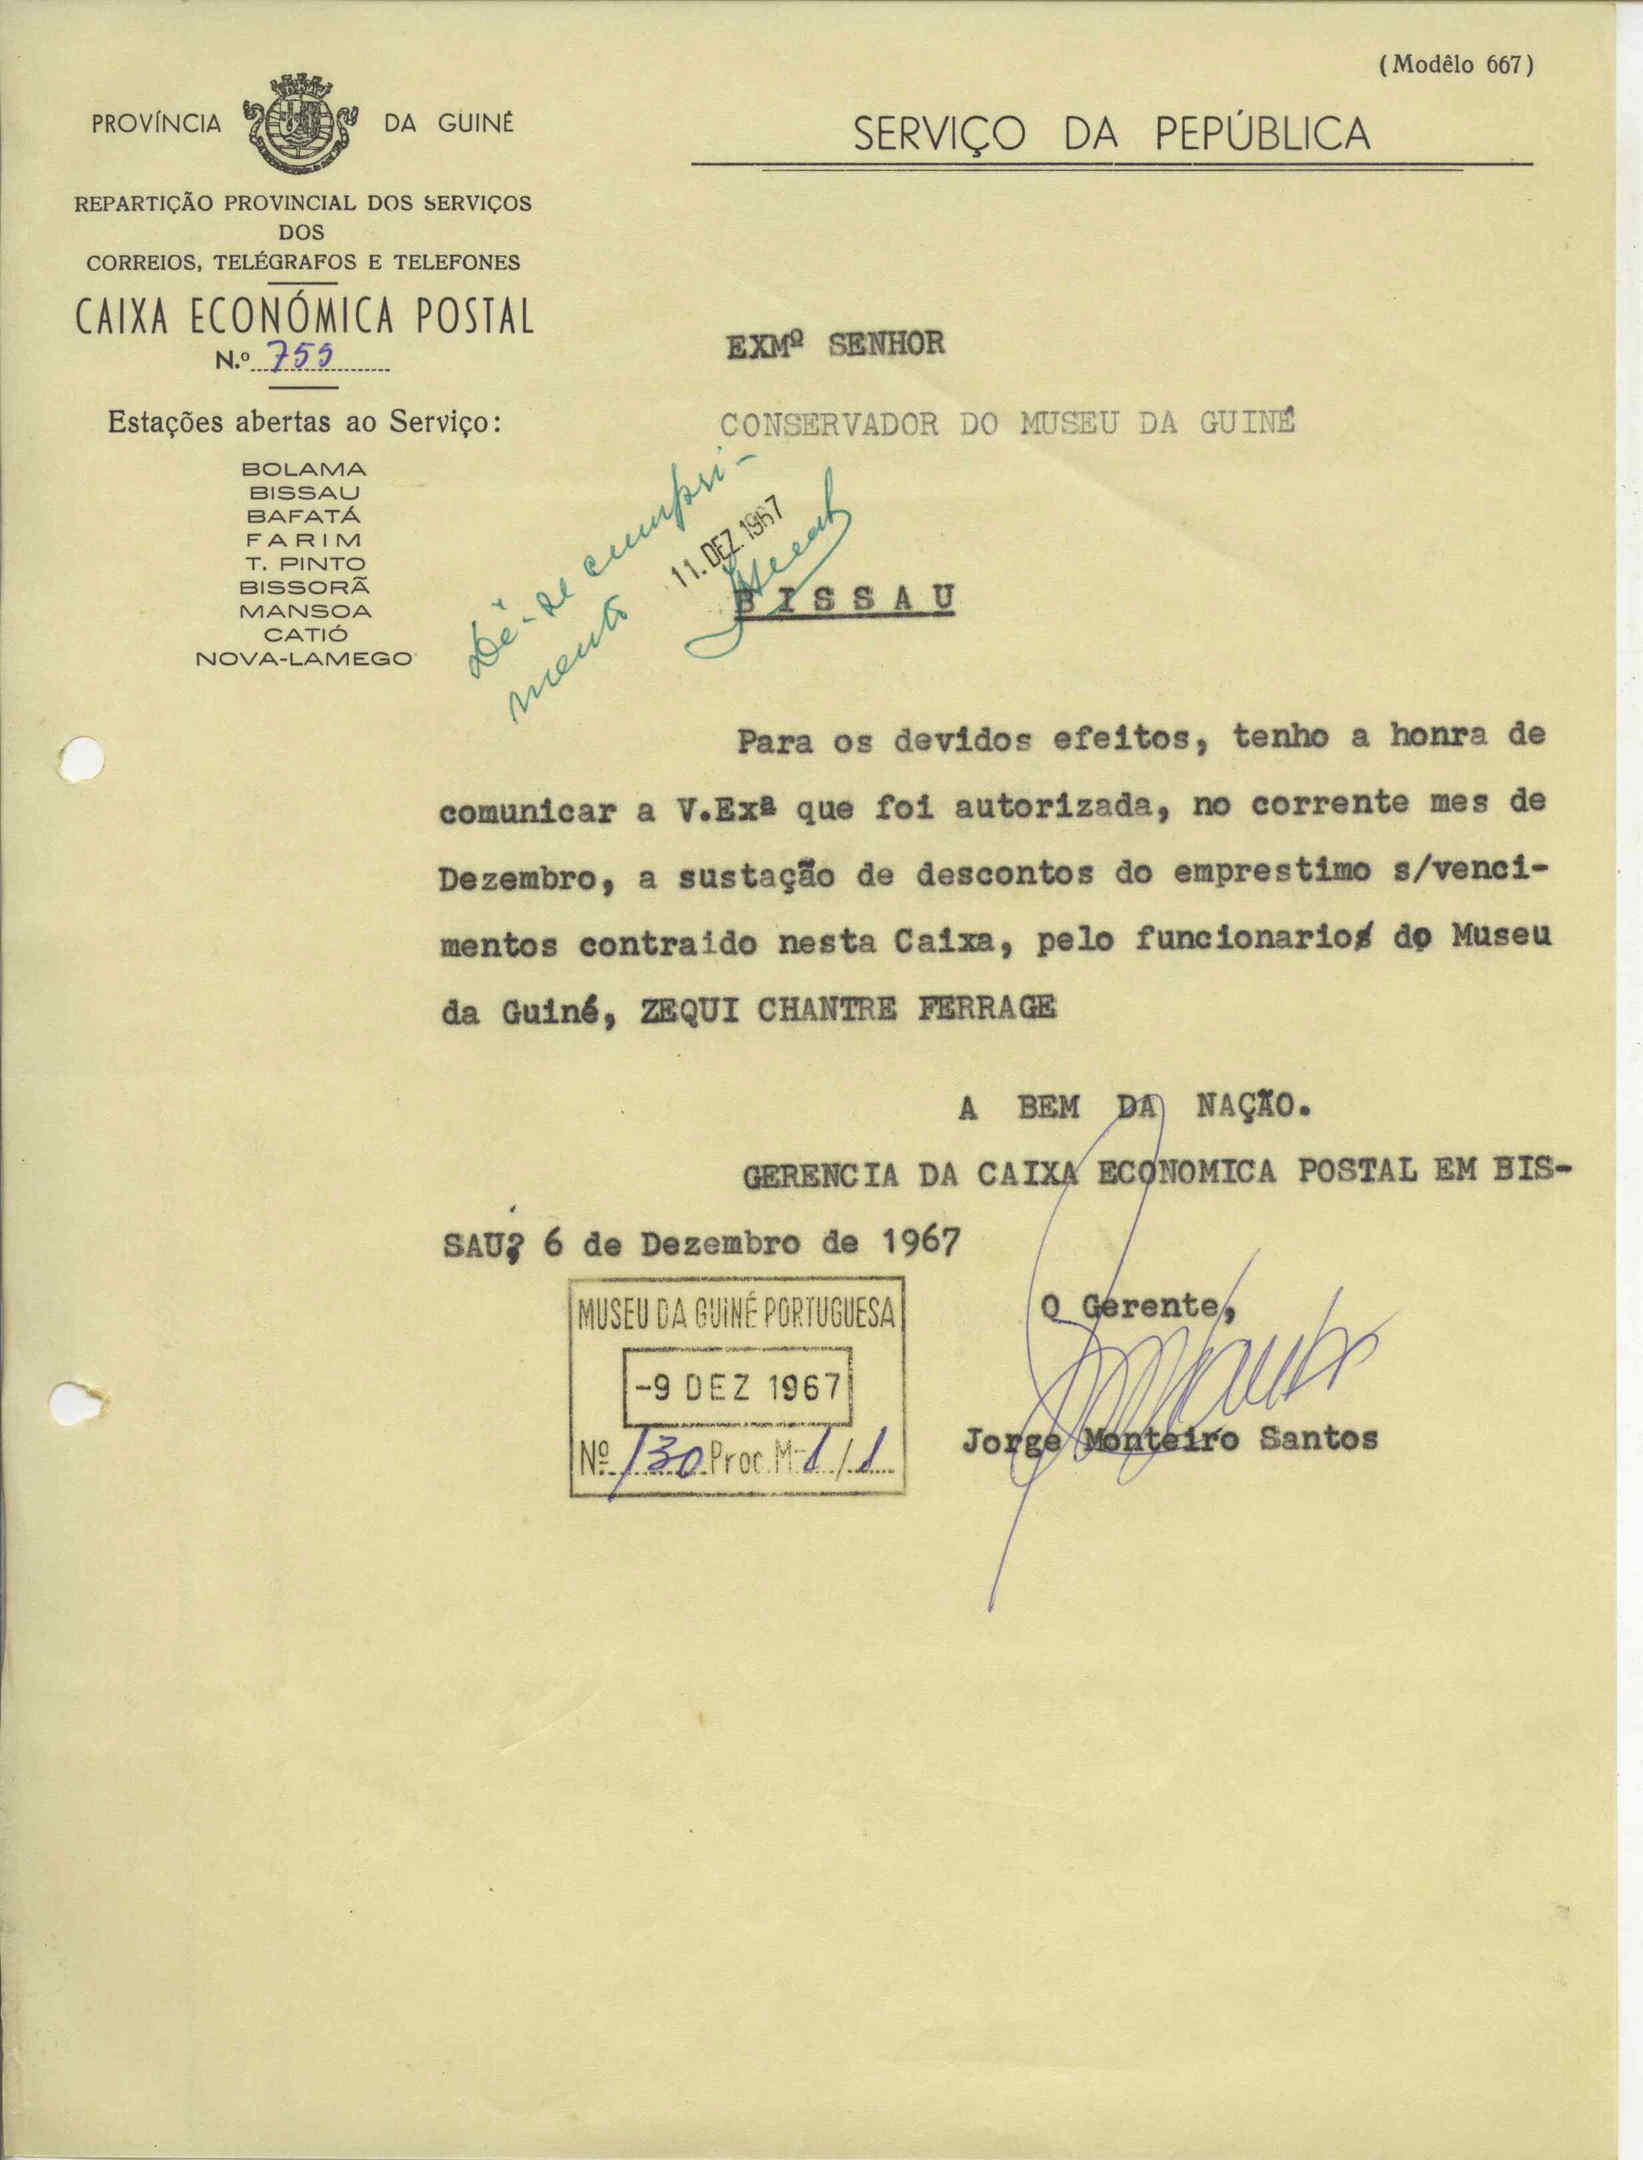 (Modêlo 667)
PROVÍNCIA DA GUINÉ
SERVIÇO DA PEPÚBLICA
REPARTIÇÃO PROVINCIAL DOS SERVIÇOS
DOS
CORREIOS, TELÉGRAFOS E TELEFONES
CAIXA ECONÓMICA POSTAL
N.º 755
Estações abertas ao Serviço:
BOLAMA
BISSAU
BAFATÁ
FARIM
T. PINTO
BISSORÃ
MANSOA
CATIÓ
NOVA-LAMEGO
EXMº SENHOR
CONSERVADOR DO MUSEU DA GUINÉ
Dê-se cumpri-
mento
11. DEZ. 1967
BISSAU
Para os devidos efeitos, tenho a honra de
comunicar a V.Exª que foi autorizada, no corrente mes de
Dezembro, a sustação de descontos do emprestimo s/venci-
mentos contraido nesta Caixa, pelo funcionario do Museu
da Guiné, ZEQUI CHANTRE FERRAGE
A BEM DA NAÇÃO.
GERENCIA DA CAIXA ECONOMICA POSTAL EM BIS-
SAU, 6 de Dezembro de 1967
O Gerente,
Jorge Monteiro Santos
MUSEU DA GUINÉ PORTUGUESA
-9 DEZ 1967
Nº 130 Proc. M-1/1